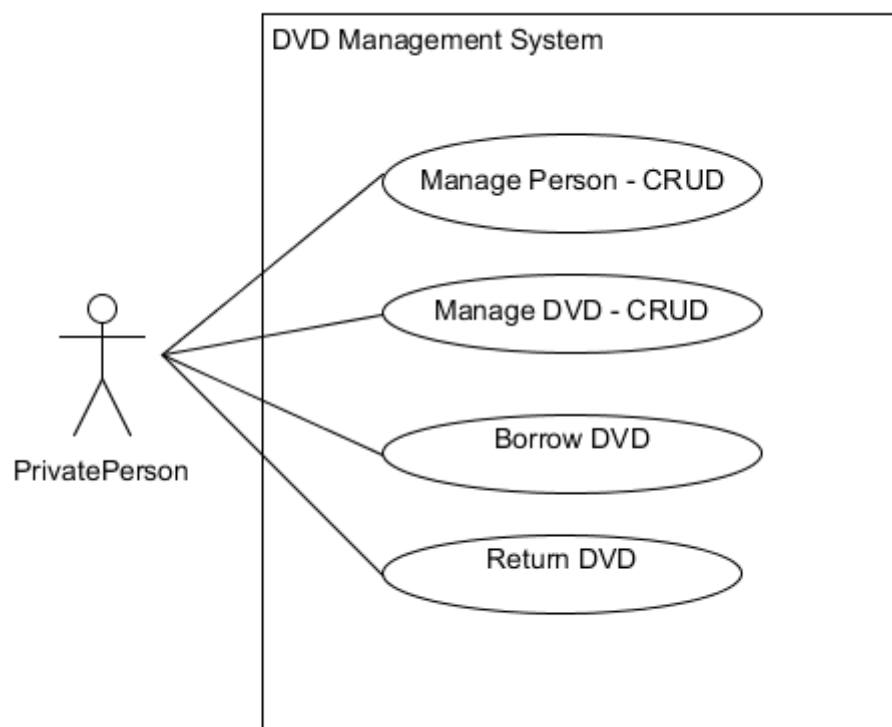 DVD Management System
Manage Person - CRUD
Manage DVD - CRUD
Borrow DVD
PrivatePerson
Return DVD